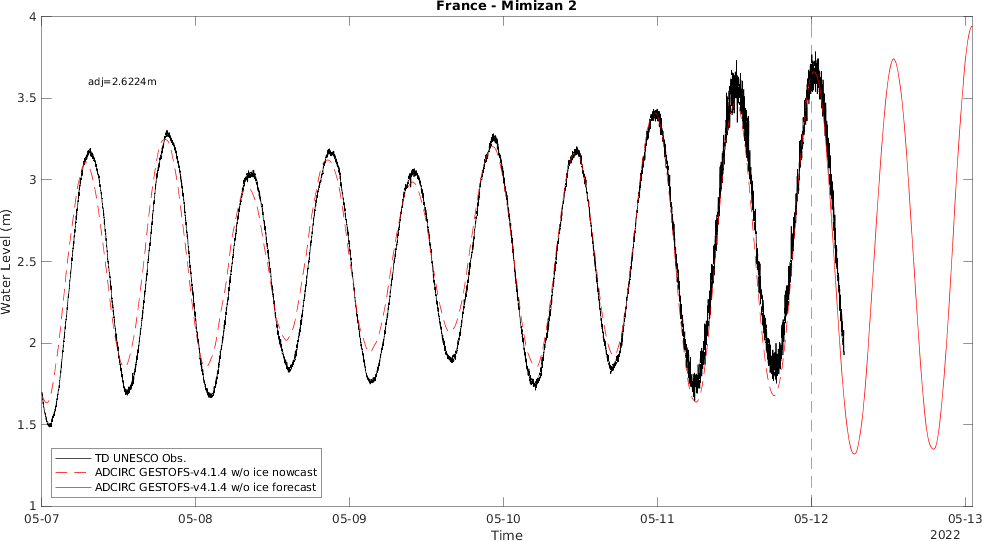 France - Mimizan 2
4
adj=2.6224m
3.5
3
2.5
Water Level (m)
2
1.5
TD UNESCO Obs.
ADCIRC GESTOFS-v4.1.4 w/o ice nowcast
ADCIRC GESTOFS-v4.1.4 w/o ice forecast
1
05-07 05-08 05-09 05-10 05-11 05-12 05-13
Time
2022